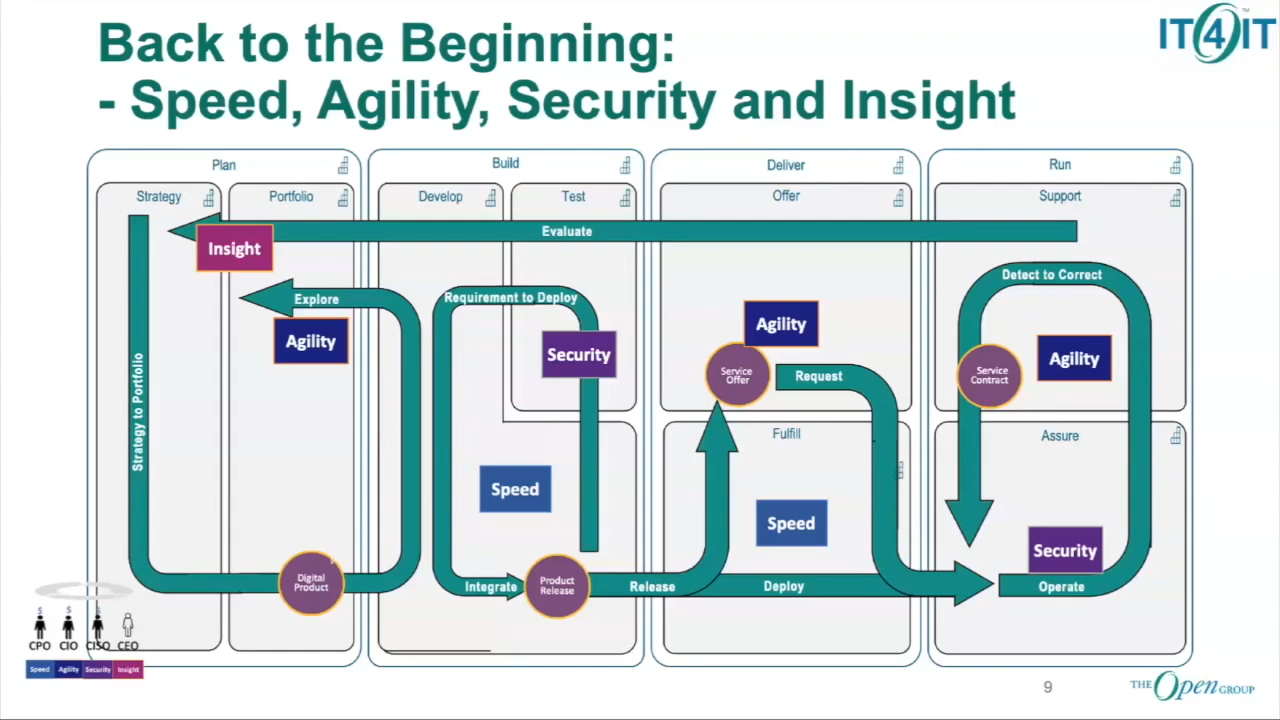 Back to the Beginning:
- Speed, Agility, Security and Insight
IT4IT™
Plan
Build
Deliver
Run
Strategy
Portfolio
Develop
Test
Offer
Support
Evaluate
Insight
Explore
Requirement to Deploy
Detect to Correct
Agility
Security
Agility
Agility
Strategy to Portfolio
Service
Offer
Request
Service
Contract
Fulfill
Assure
Speed
Speed
Security
Digital
Product
Integrate
Product
Release
Release
Deploy
Operate
$ $ $
CPO CIO CISO CEO
Speed Agility Security Insight
9
THE Open GROUP